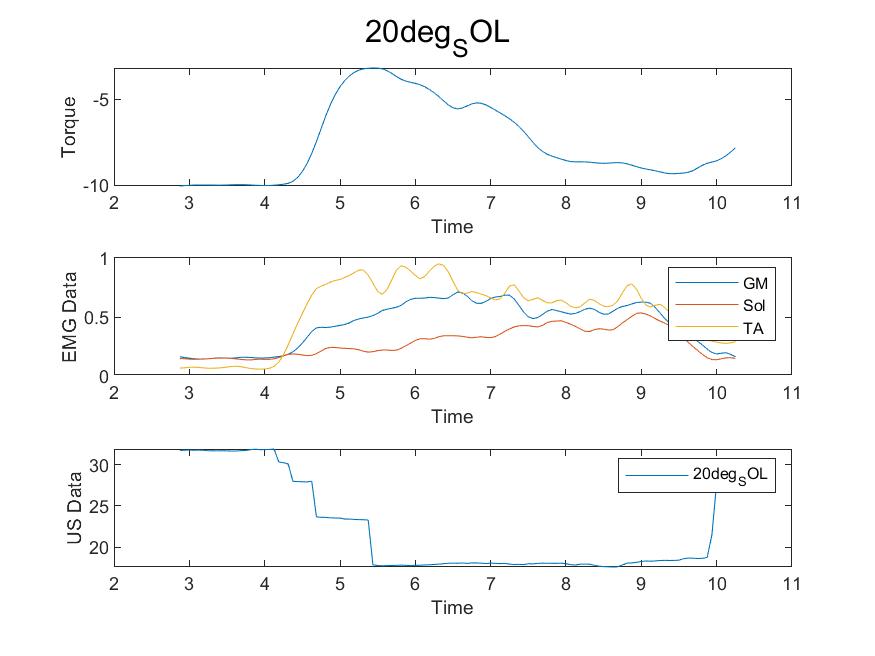 20deg_SOL
Torque
-5
-10
2 3 4 5 6 7 8 9 10 11
Time
EMG Data
1
0.5
0
GM
Sol
TA
2 3 4 5 6 7 8 9 10 11
Time
US Data
30
25
20
20deg_SOL
2 3 4 5 6 7 8 9 10 11
Time